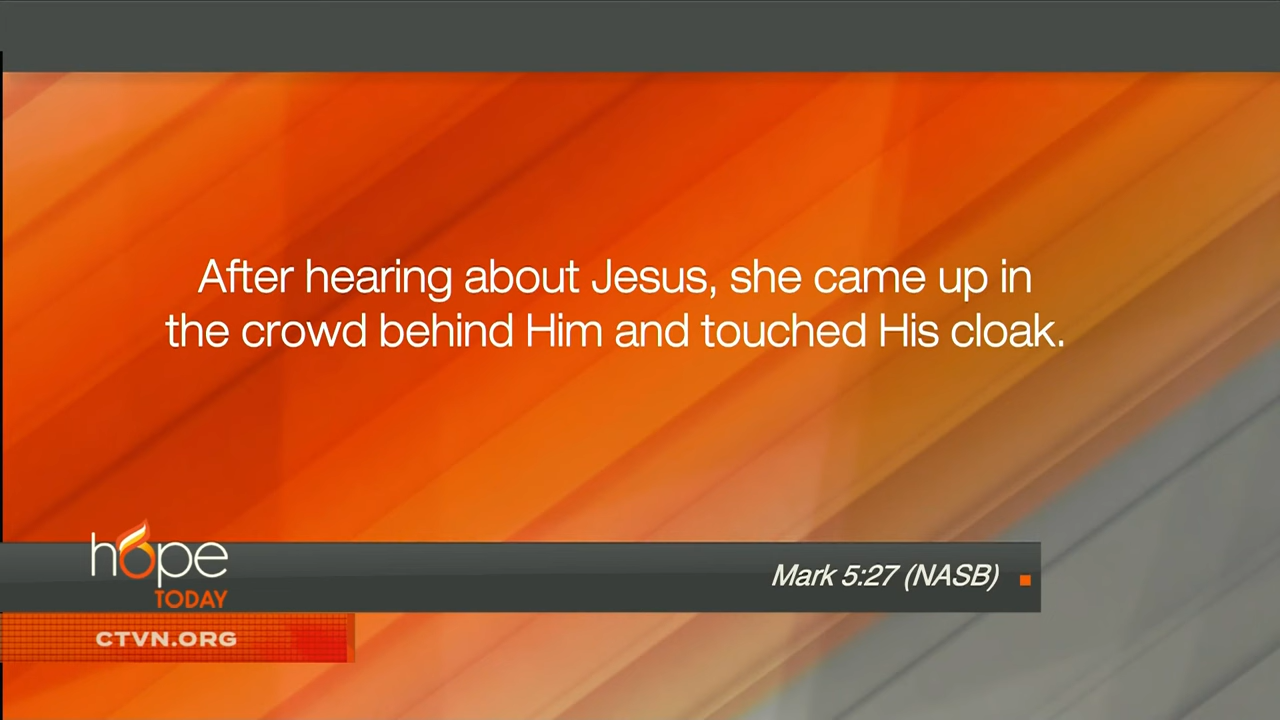 After hearing about Jesus, she came up in
the crowd behind Him and touched His cloak.
hope
TODAY
Mark 5:27 (NASB)
CTVN.ORG